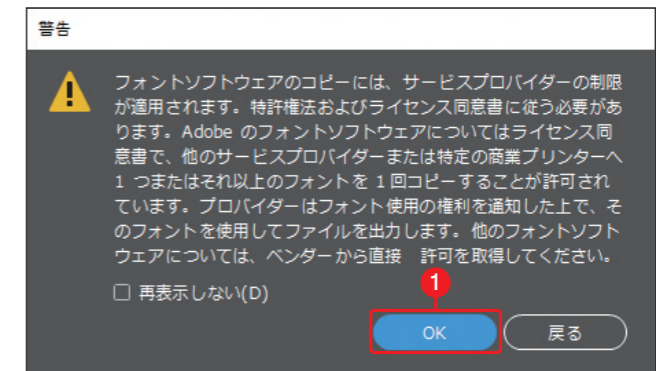 警告
フォントソフトウェアのコピーには、サービスプロバイダーの制限
が適用されます。特許権法およびライセンス同意書に従う必要があ
ります。Adobe のフォントソフトウェアについてはライセンス同
意書で、他のサービスプロバイダーまたは特定の商業プリンターへ
1 つまたはそれ以上のフォントを 1 回コピーすることが許可され
ています。プロバイダーはフォント使用の権利を通知した上で、そ
のフォントを使用してファイルを出力します。他のフォントソフト
ウェアについては、ベンダーから直接　許可を取得してください。
再表示しない(D)
1
OK 戻る